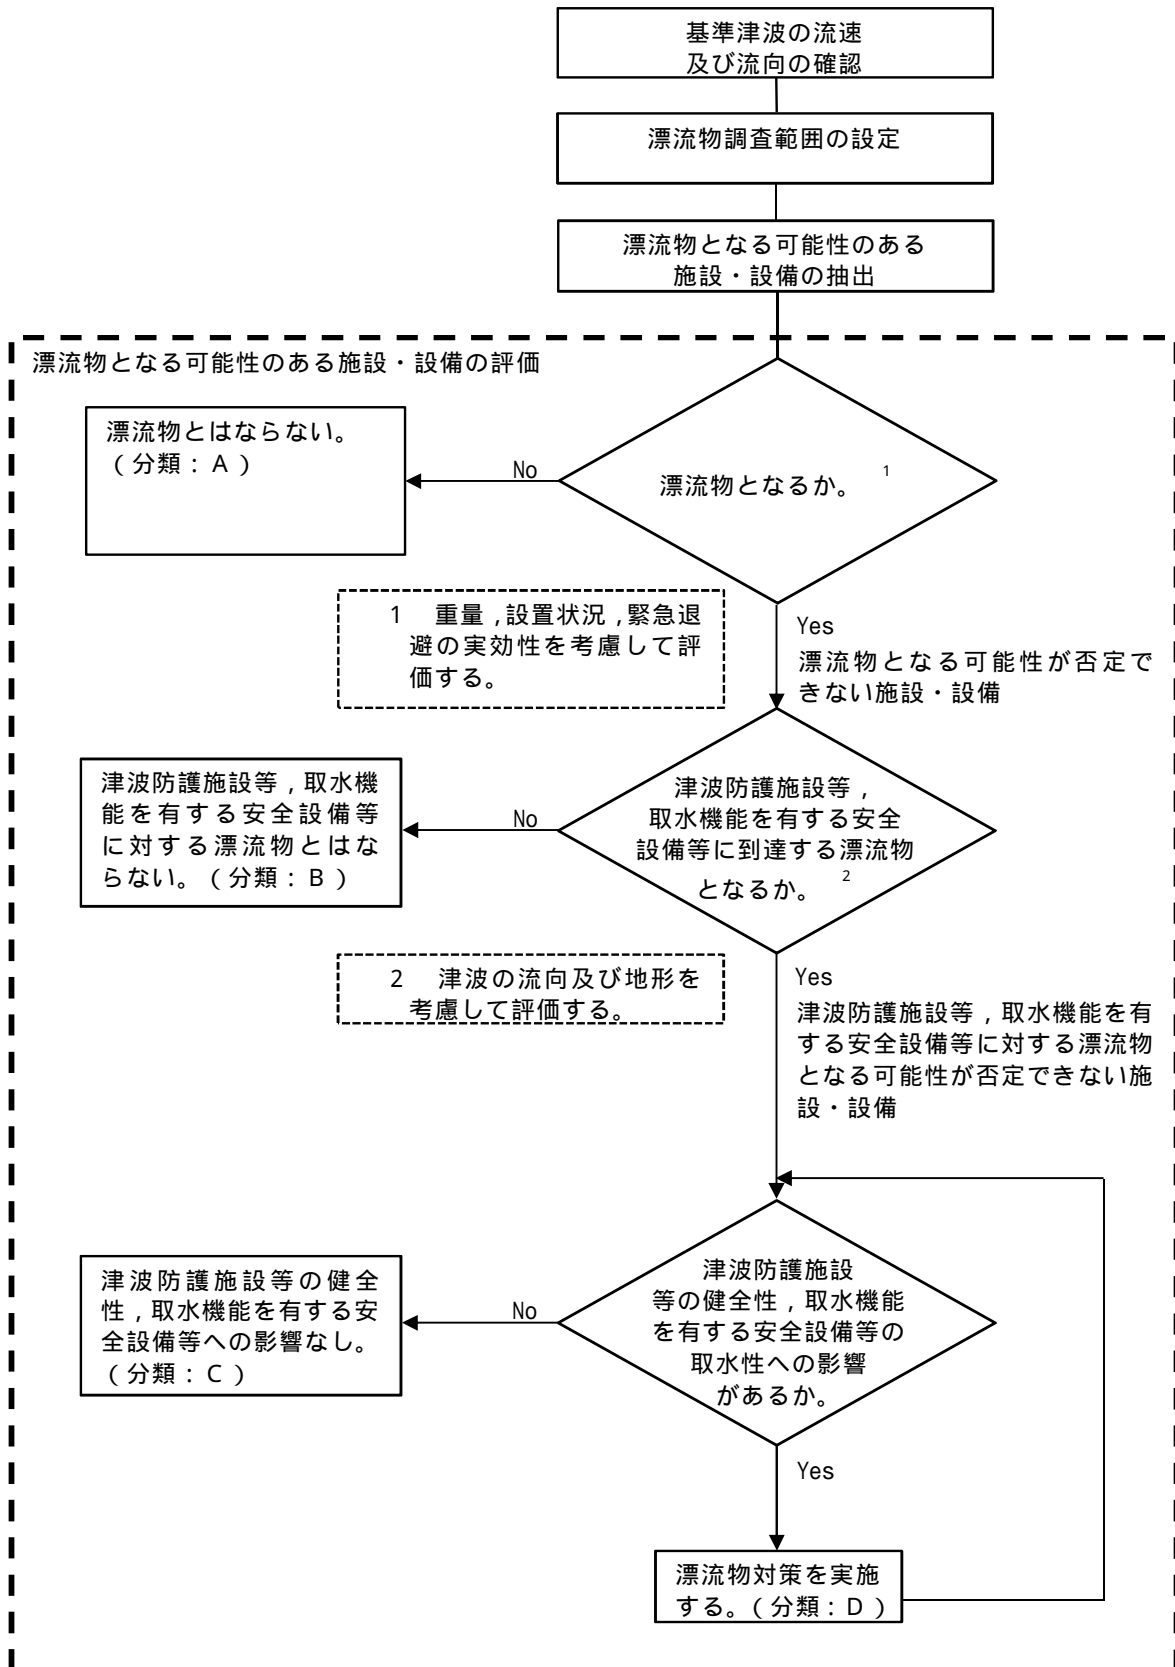 基準津波の流速
及び流向の確認
漂流物調査範囲の設定
漂流物となる可能性のある
施設・設備の抽出
漂流物となる可能性のある施設・設備の評価
漂流物とはならない。
（分類：Ａ）
No
漂流物となるか。 1
1 重量，設置状況，緊急退
避の実効性を考慮して評
価する。
Yes
漂流物となる可能性が否定で
きない施設・設備
津波防護施設等，取水機
能を有する安全設備等
に対する漂流物とはな
らない。（分類：Ｂ）
No
津波防護施設等，
取水機能を有する安全
設備等に到達する漂流物
となるか。 2
2 津波の流向及び地形を
考慮して評価する。
Yes
津波防護施設等，取水機能を有
する安全設備等に対する漂流物
となる可能性が否定できない施
設・設備
津波防護施設等の健全
性，取水機能を有する安
全設備等への影響なし。
（分類：Ｃ）
No
津波防護施設
等の健全性，取水機能
を有する安全設備等の
取水性への影響
があるか。
Yes
漂流物対策を実施
する。（分類：Ｄ）